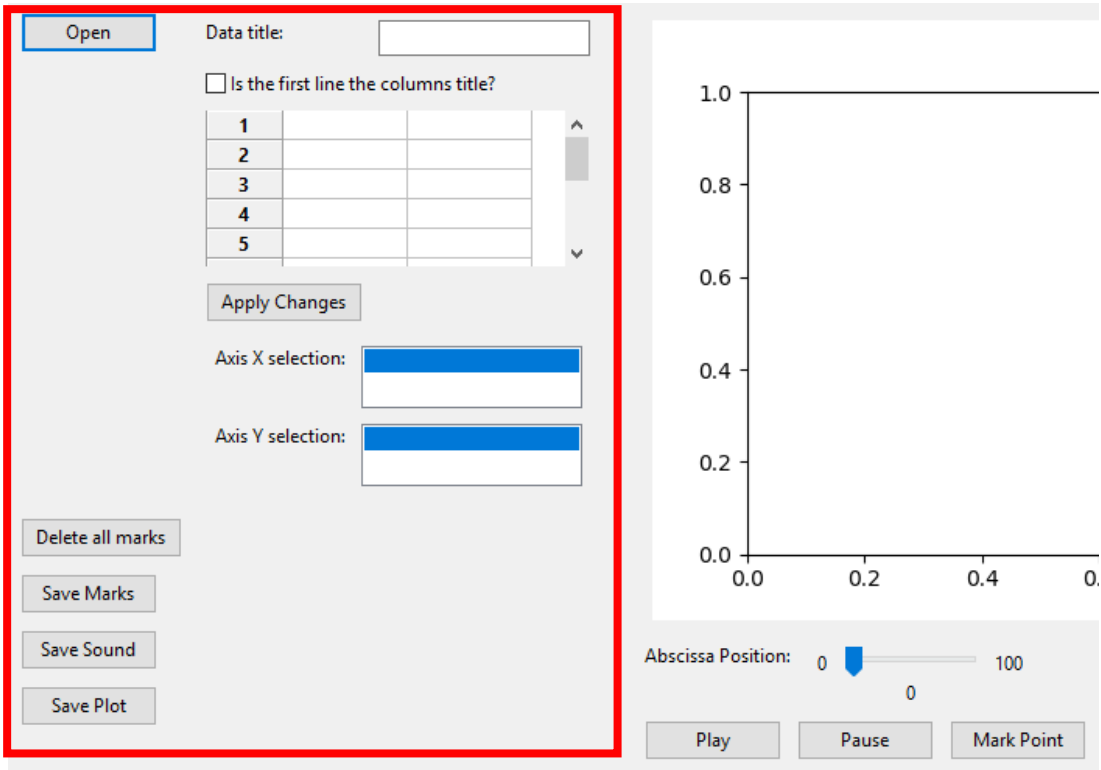 Open
Data title:
Is the first line the columns title?
1
2
3
4
5
Apply Changes
Axis X selection:
Axis Y selection:
Delete all marks
Save Marks
Save Sound
Save Plot
1.0
0.8
0.6
0.4
0.2
0.0
0.0 0.2 0.4 0.
Abscissa Position: 0 100
0
Play Pause Mark Point